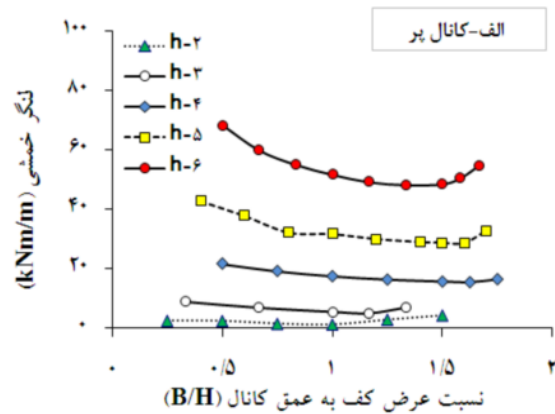 الف-کانال پر
h-۲
h-۳
h-۴
h-۵
h-۶
لنگر خمشی (kNm/m)
۱۰۰
۸۰
۶۰
۴۰
۲۰
۰
۰ ۰/۵ ۱ ۱/۵ ۲
نسبت عرض کف به عمق کانال (B/H)